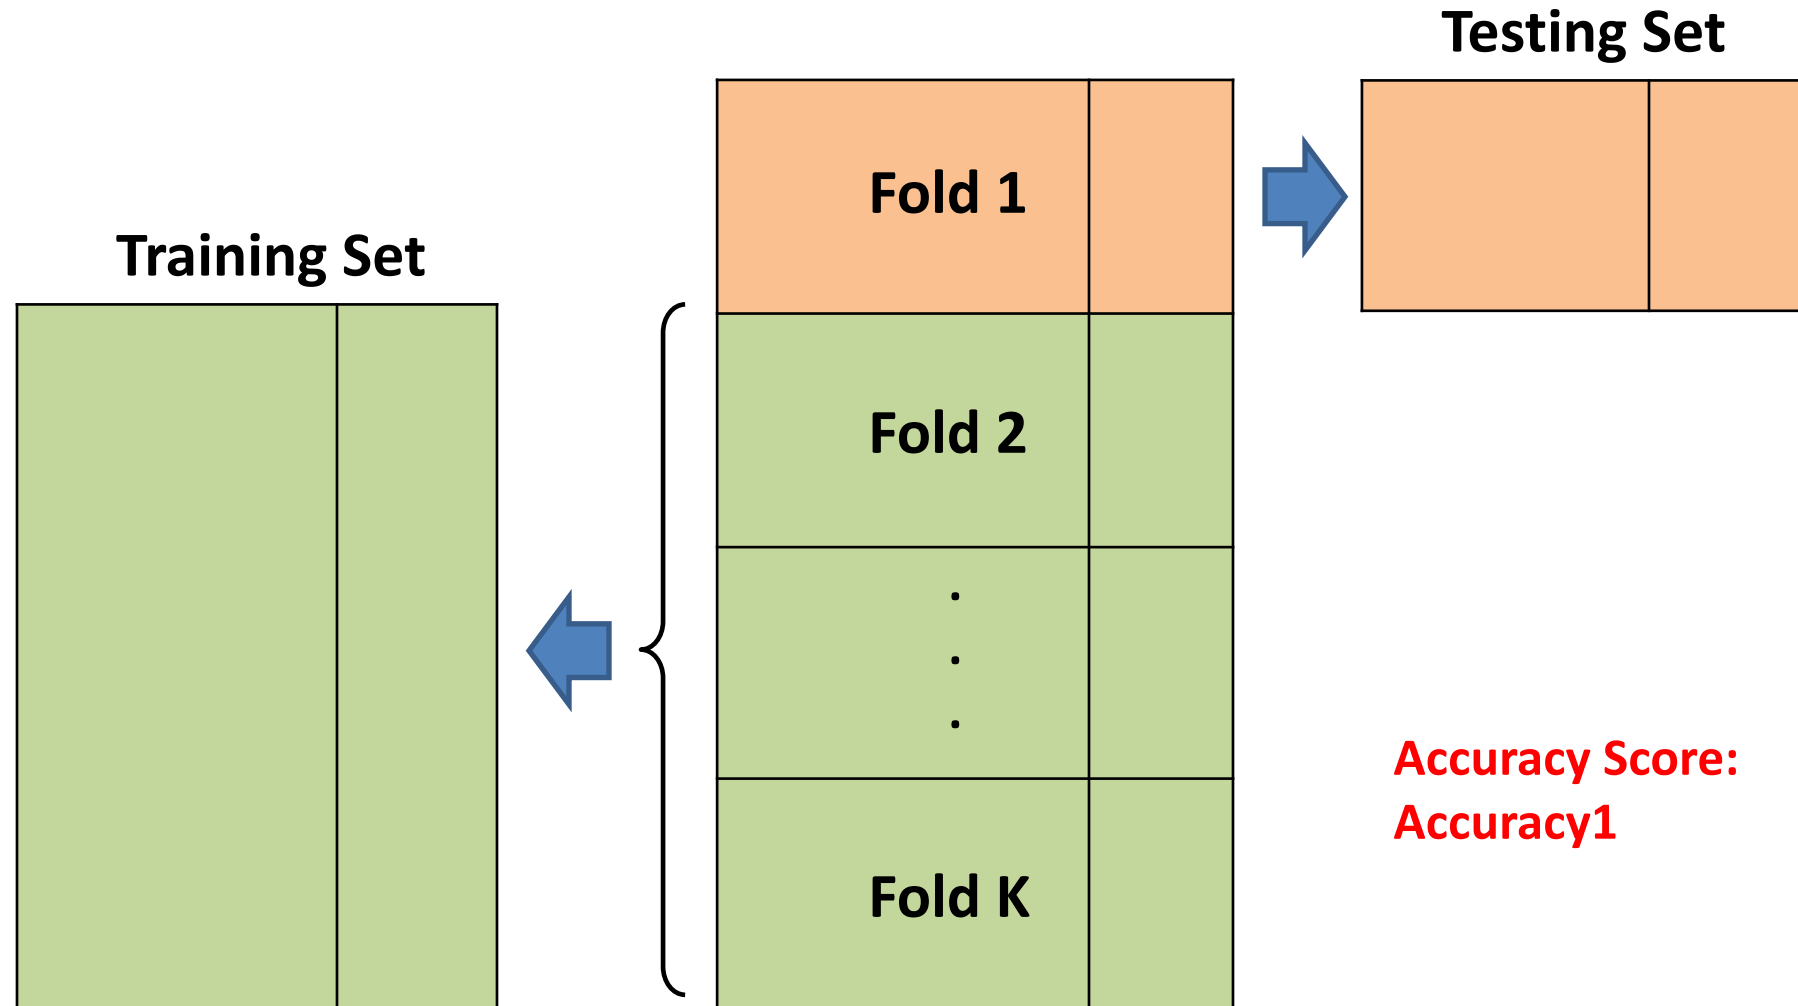 Testing Set
Fold 1
Training Set
Fold 2
.
.
.
Accuracy Score:
Accuracy1
Fold K